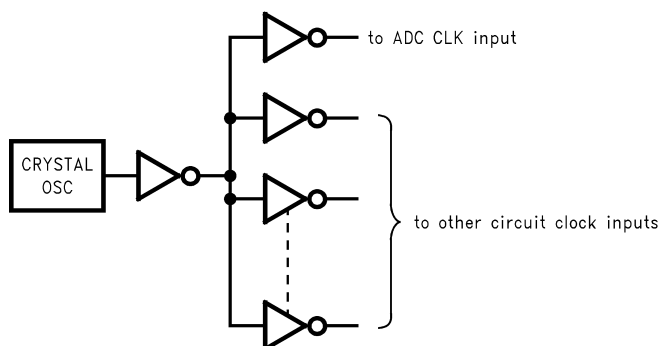 to ADC CLK input
CRYSTAL
OSC
to other circuit clock inputs